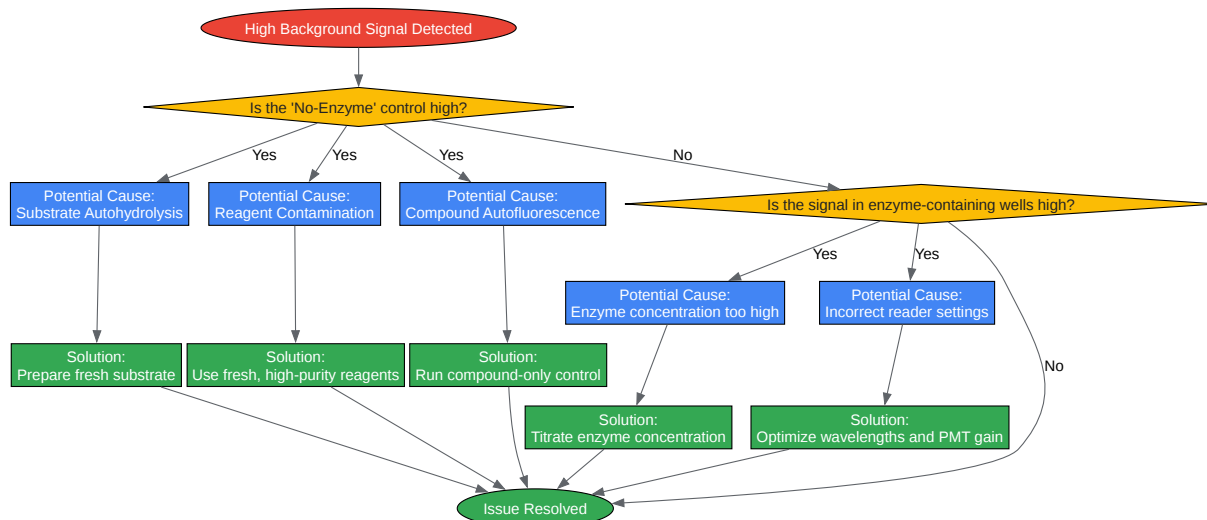 High Background Signal Detected
Is the 'No-Enzyme' control high?
Yes
Yes
Yes
No
Potential Cause:
Substrate Autohydrolysis
Potential Cause:
Reagent Contamination
Potential Cause:
Compound Autofluorescence
Is the signal in enzyme-containing wells high?
Yes
Yes
No
Potential Cause:
Enzyme concentration too high
Potential Cause:
Incorrect reader settings
Solution:
Prepare fresh substrate
Solution:
Use fresh, high-purity reagents
Solution:
Run compound-only control
Solution:
Titrate enzyme concentration
Solution:
Optimize wavelengths and PMT gain
Issue Resolved